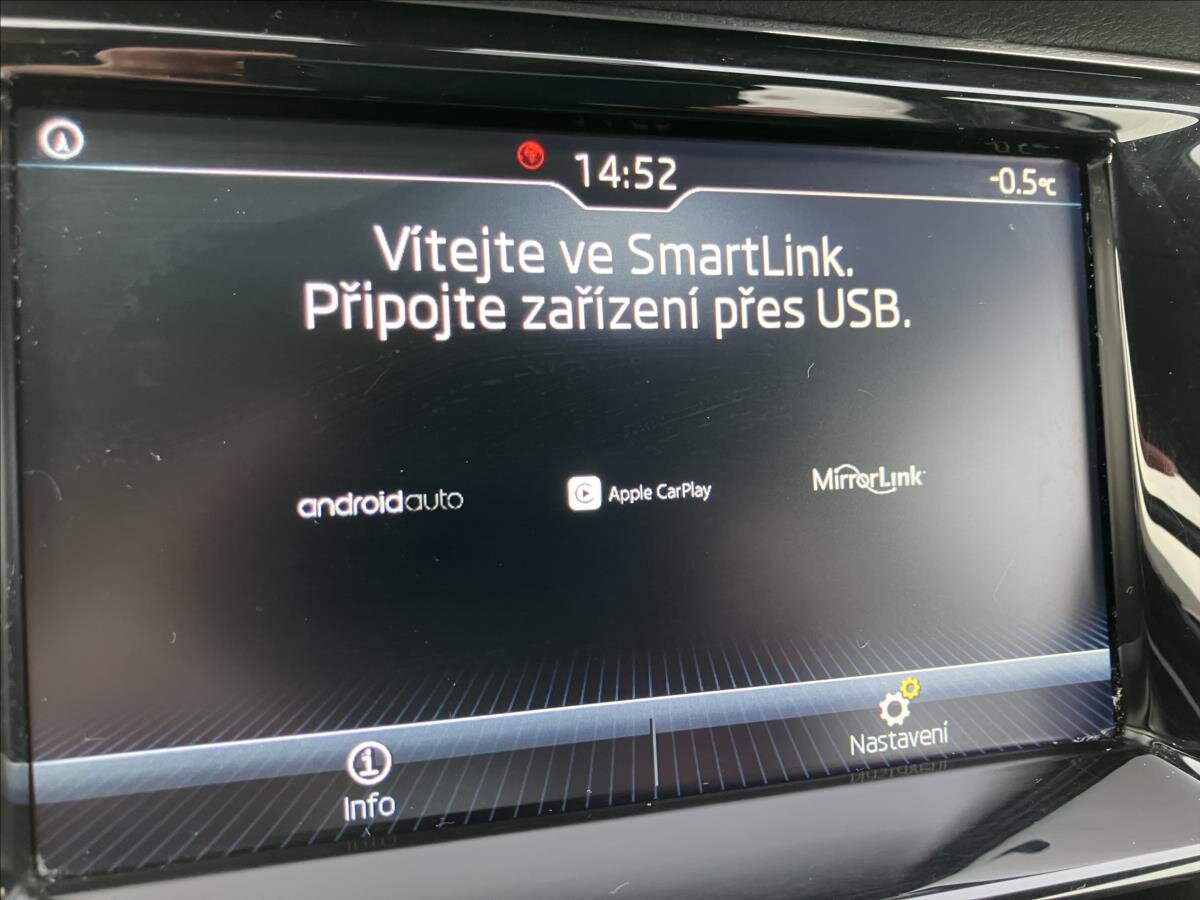 14:52
-0.5°C
Vítejte ve SmartLink.
Připojte zařízení přes USB.
androidauto
Apple CarPlay
MirrorLink
Info
Nastavení